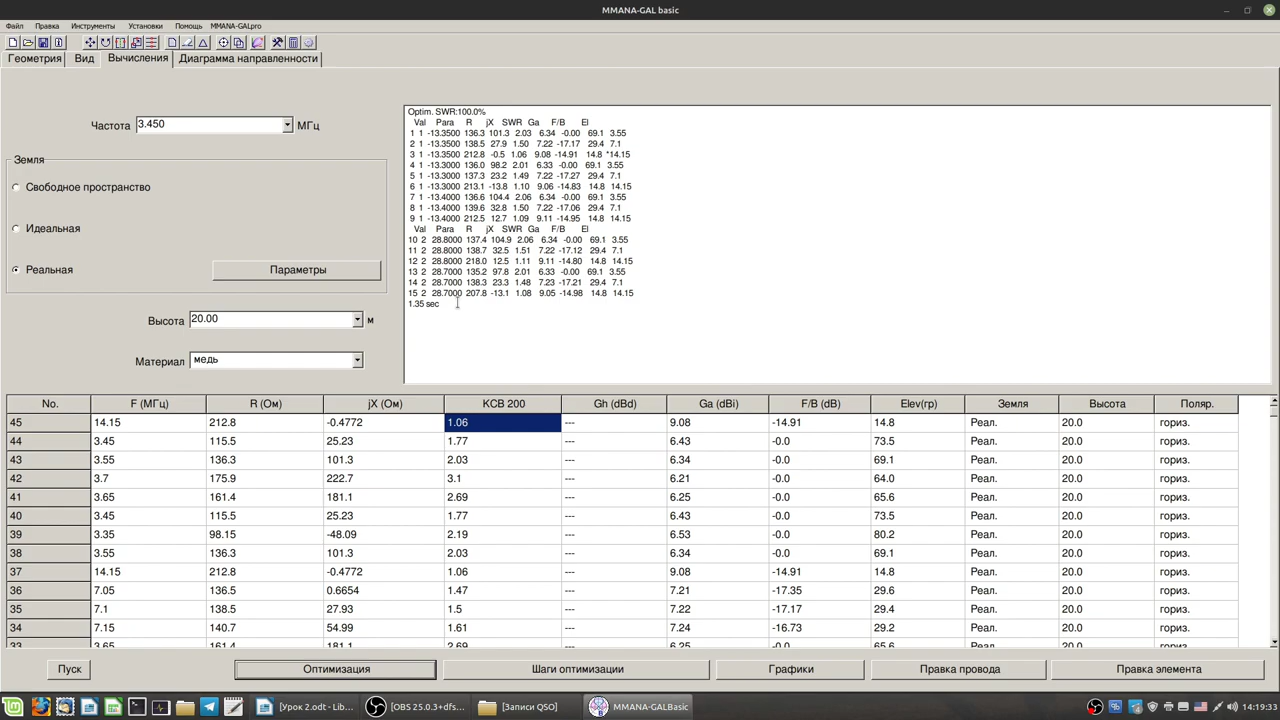 MMANA-GAL basic
Файл Правка Инструменты Установки Помощь MMANA-GALpro
Геометрия Вид Вычисления Диаграмма направленности
Частота 3.450 МГц
Земля
Свободное пространство
Идеальная
Реальная Параметры
Высота 20.00 м
Материал медь
Optim. SWR:100.0%
Val Para R jX SWR Ga F/B El
1 1 -13.3500 136.3 101.3 2.03 6.34 -0.00 69.1 3.55
2 1 -13.3500 138.5 27.9 1.50 7.22 -17.17 29.4 7.1
3 1 -13.3500 212.8 -0.5 1.06 9.08 -14.91 14.8 *14.15
4 1 -13.3000 136.0 98.2 2.01 6.33 -0.00 69.1 3.55
5 1 -13.3000 137.3 23.2 1.49 7.22 -17.27 29.4 7.1
6 1 -13.3000 213.1 -13.8 1.10 9.06 -14.83 14.8 14.15
7 1 -13.4000 136.6 104.4 2.06 6.34 -0.00 69.1 3.55
8 1 -13.4000 139.6 32.8 1.50 7.22 -17.06 29.4 7.1
9 1 -13.4000 212.5 12.7 1.09 9.11 -14.95 14.8 14.15
Val Para R jX SWR Ga F/B El
10 2 28.8000 137.4 104.9 2.06 6.34 -0.00 69.1 3.55
11 2 28.8000 138.7 32.5 1.51 7.22 -17.12 29.4 7.1
12 2 28.8000 218.0 12.5 1.11 9.11 -14.80 14.8 14.15
13 2 28.7000 135.2 97.8 2.01 6.33 -0.00 69.1 3.55
14 2 28.7000 138.3 23.3 1.48 7.23 -17.21 29.4 7.1
15 2 28.7000 207.8 -13.1 1.08 9.05 -14.98 14.8 14.15
1.35 sec
No. F (МГц) R (Ом) jX (Ом) КСВ 200 Gh (dBd) Ga (dBi) F/B (dB) Elev(гр) Земля Высота Поляр.
45 14.15 212.8 -0.4772 1.06 --- 9.08 -14.91 14.8 Реал. 20.0 гориз.
44 3.45 115.5 25.23 1.77 --- 6.43 -0.0 73.5 Реал. 20.0 гориз.
43 3.55 136.3 101.3 2.03 --- 6.34 -0.0 69.1 Реал. 20.0 гориз.
42 3.7 175.9 222.7 3.1 --- 6.21 -0.0 64.0 Реал. 20.0 гориз.
41 3.65 161.4 181.1 2.69 --- 6.25 -0.0 65.6 Реал. 20.0 гориз.
40 3.45 115.5 25.23 1.77 --- 6.43 -0.0 73.5 Реал. 20.0 гориз.
39 3.35 98.15 -48.09 2.19 --- 6.53 -0.0 80.2 Реал. 20.0 гориз.
38 3.55 136.3 101.3 2.03 --- 6.34 -0.0 69.1 Реал. 20.0 гориз.
37 14.15 212.8 -0.4772 1.06 --- 9.08 -14.91 14.8 Реал. 20.0 гориз.
36 7.05 136.5 0.6654 1.47 --- 7.21 -17.35 29.6 Реал. 20.0 гориз.
35 7.1 138.5 27.93 1.5 --- 7.22 -17.17 29.4 Реал. 20.0 гориз.
34 7.15 140.7 54.99 1.61 --- 7.24 -16.73 29.2 Реал. 20.0 гориз.
33 3.65 161.4 181.1 2.69 --- 6.25 -0.0 65.6 Реал. 20.0 гориз.
Пуск Оптимизация Шаги оптимизации Графики Правка провода Правка элемента
[Урок 2.odt - Lib... [OBS 25.0.3+dfs... [Записи QSO] MMANA-GALBasic 14:19:33